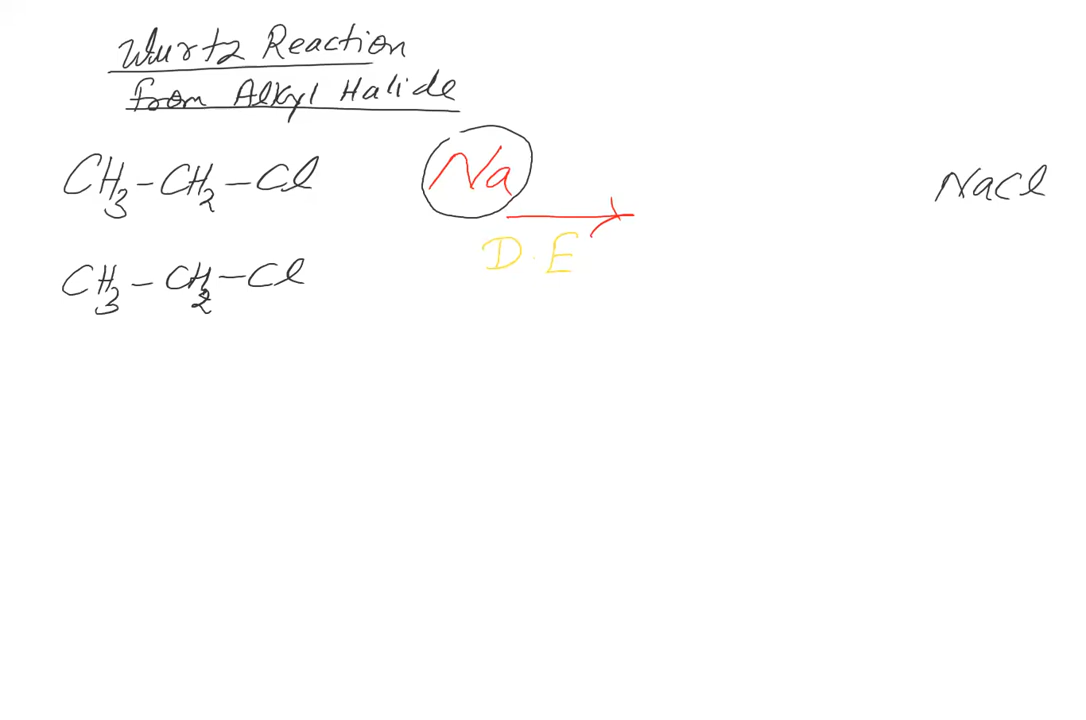 Wurtz Reaction
from Alkyl Halide
CH3-CH2-Cl Na NaCl
D.E
CH3-CH2-Cl